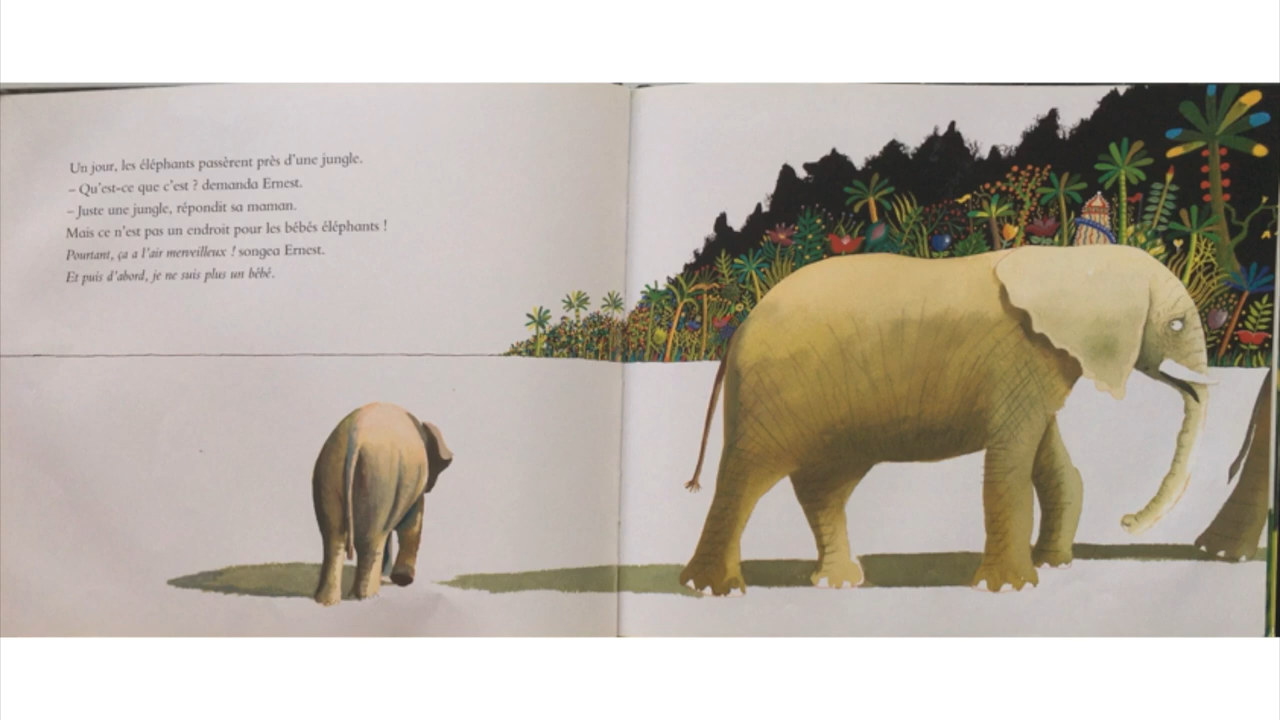 Un jour, les éléphants passèrent près d'une jungle.
– Qu'est-ce que c'est ? demanda Ernest.
– Juste une jungle, répondit sa maman.
Mais ce n'est pas un endroit pour les bébés éléphants !
Pourtant, ça a l'air merveilleux ! songea Ernest.
Et puis d'abord, je ne suis plus un bébé.